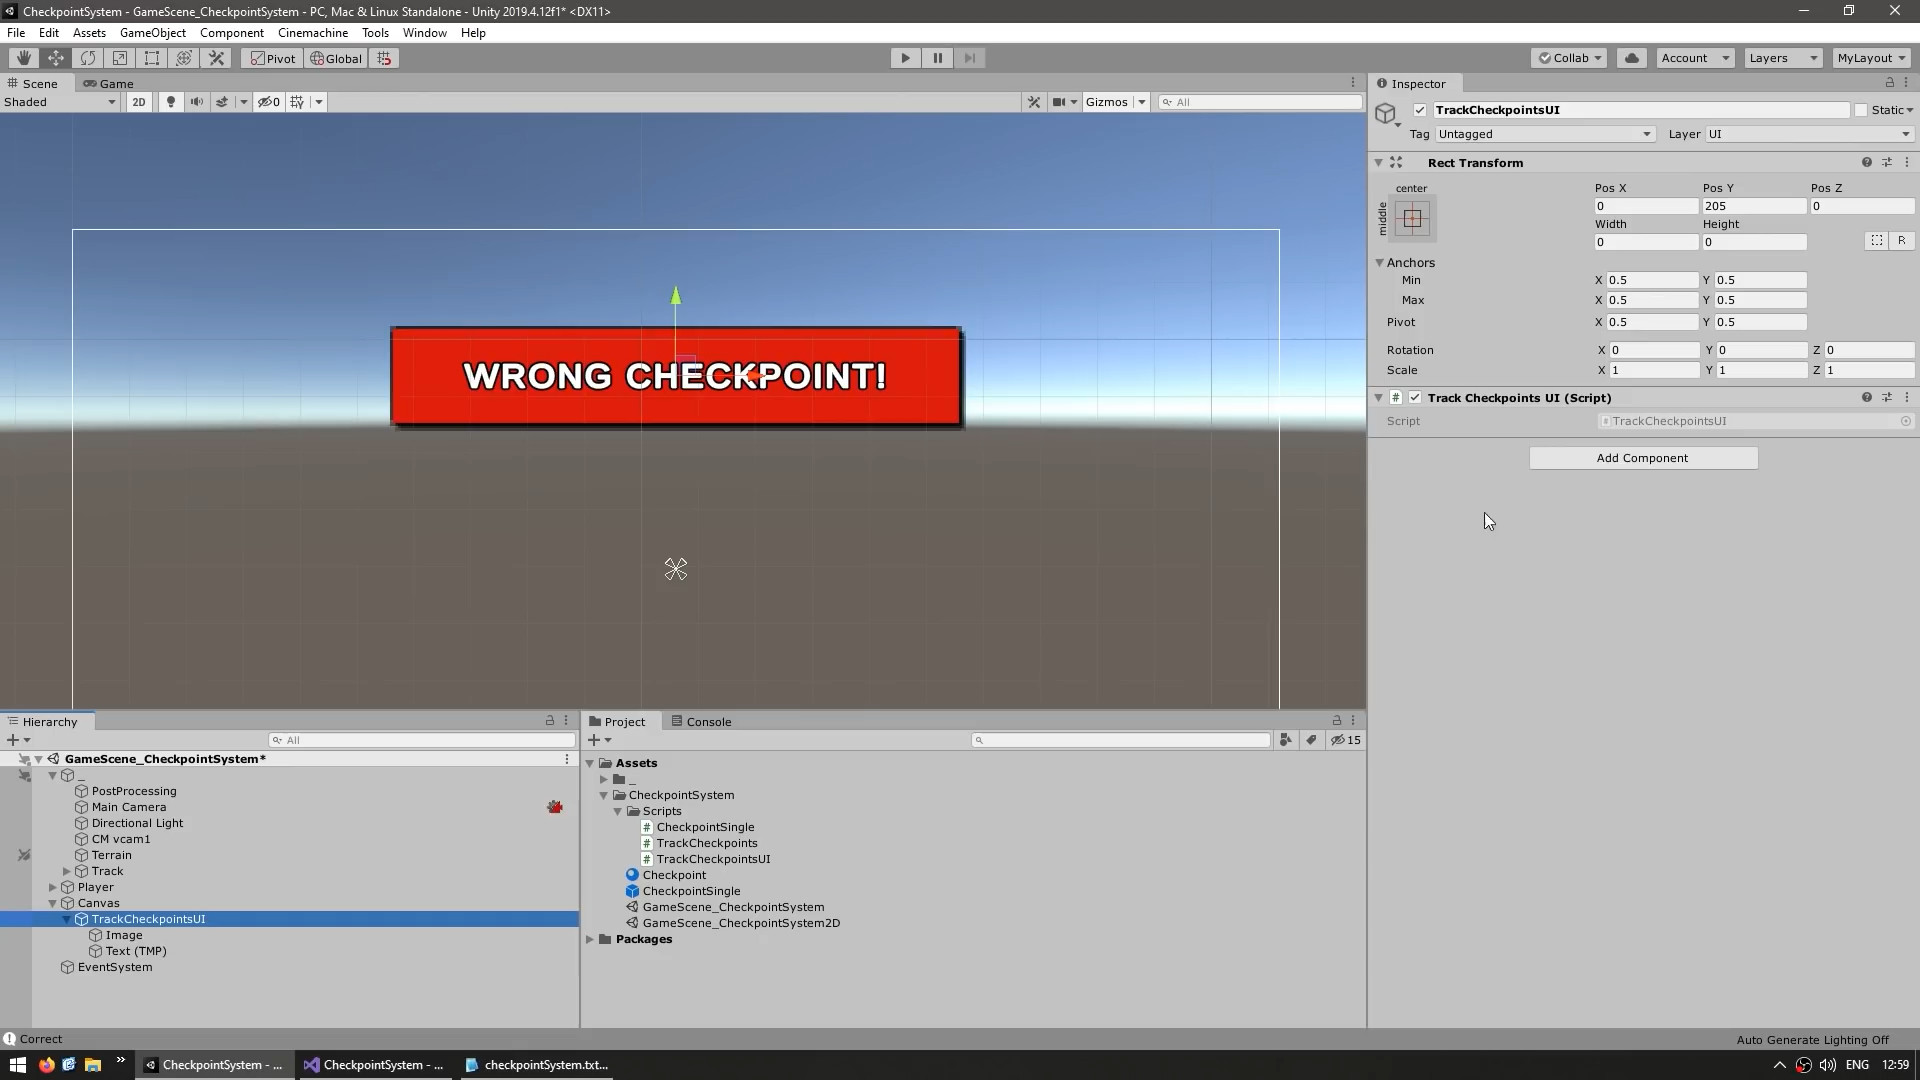 CheckpointSystem - GameScene_CheckpointSystem - PC, Mac & Linux Standalone - Unity 2019.4.12f1* <DX11>
File Edit Assets GameObject Component Cinemachine Tools Window Help
Pivot Global Collab Account Layers MyLayout
Scene Game
Shaded 2D 0 Gizmos All
WRONG CHECKPOINT!
Inspector
TrackCheckpointsUI Static
Tag Untagged Layer UI
Rect Transform
center Pos X Pos Y Pos Z
middle 0 205 0
Width Height
0 0 R
Anchors
Min X 0.5 Y 0.5
Max X 0.5 Y 0.5
Pivot X 0.5 Y 0.5
Rotation X 0 Y 0 Z 0
Scale X 1 Y 1 Z 1
# Track Checkpoints UI (Script)
Script TrackCheckpointsUI
Add Component
Hierarchy
All
GameScene_CheckpointSystem*
_
PostProcessing
Main Camera
Directional Light
CM vcam1
Terrain
Track
Player
Canvas
TrackCheckpointsUI
Image
Text (TMP)
EventSystem
Project Console
15
Assets
_
CheckpointSystem
Scripts
# CheckpointSingle
# TrackCheckpoints
# TrackCheckpointsUI
Checkpoint
CheckpointSingle
GameScene_CheckpointSystem
GameScene_CheckpointSystem2D
Packages
Correct
Auto Generate Lighting Off
CheckpointSystem - ... CheckpointSystem - ... checkpointSystem.txt... ENG 12:59